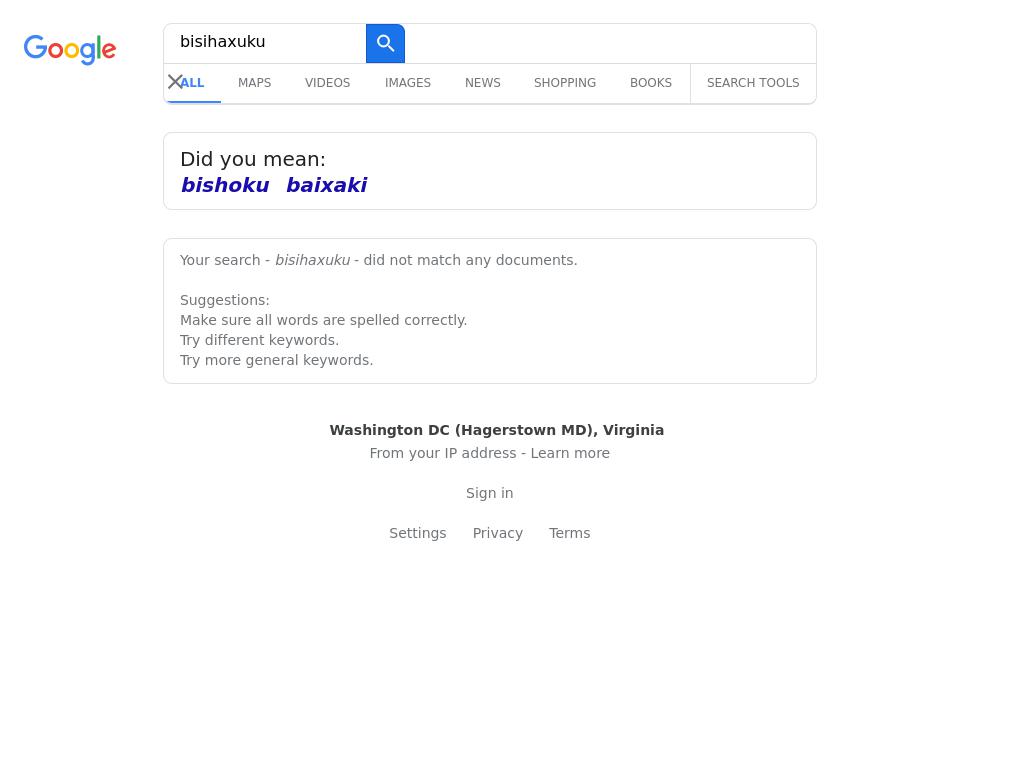 Google
bisihaxuku
ALL MAPS VIDEOS IMAGES NEWS SHOPPING BOOKS SEARCH TOOLS
Did you mean:
bishoku baixaki
Your search - bisihaxuku - did not match any documents.
Suggestions:
Make sure all words are spelled correctly.
Try different keywords.
Try more general keywords.
Washington DC (Hagerstown MD), Virginia
From your IP address - Learn more
Sign in
Settings Privacy Terms